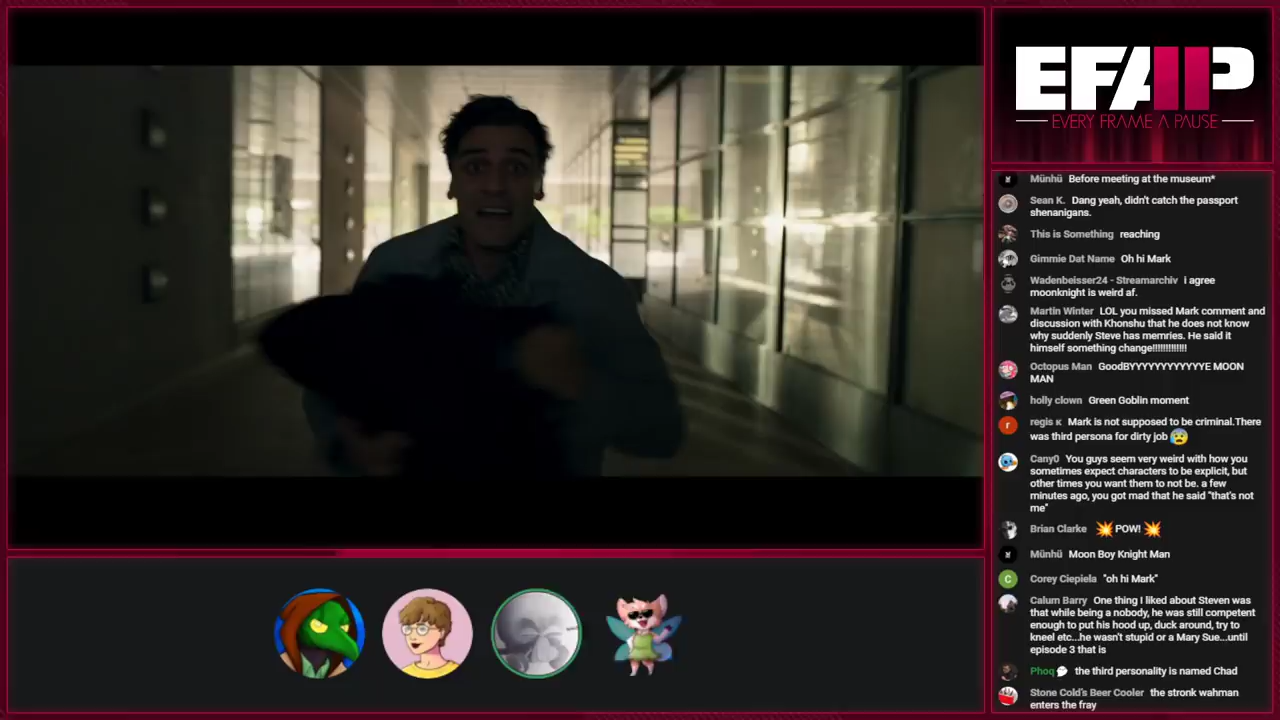 EFAP
EVERY FRAME A PAUSE
Münhü Before meeting at the museum*
Sean K. Dang yeah, didn't catch the passport
shenanigans.
This is Something reaching
Gimmie Dat Name Oh hi Mark
Wadenbeisser24 - Streamarchiv i agree
moonknight is weird af.
Martin Winter LOL you missed Mark comment and
discussion with Khonshu that he does not know
why suddenly Steve has memries. He said it
himself something change!!!!!!!!!!!!!
Octopus Man GoodBYYYYYYYYYYYYE MOON
MAN
holly clown Green Goblin moment
regis к Mark is not supposed to be criminal.There
was third persona for dirty job 😰
Cany0 You guys seem very weird with how you
sometimes expect characters to be explicit, but
other times you want them to not be. a few
minutes ago, you got mad that he said "that's not
me"
Brian Clarke 💥 POW! 💥
Münhü Moon Boy Knight Man
C
Corey Ciepiela "oh hi Mark"
Calum Barry One thing I liked about Steven was
that while being a nobody, he was still competent
enough to put his hood up, duck around, try to
kneel etc...he wasn't stupid or a Mary Sue...until
episode 3 that is
Phoq the third personality is named Chad
Stone Cold's Beer Cooler the stronk wahman
enters the fray